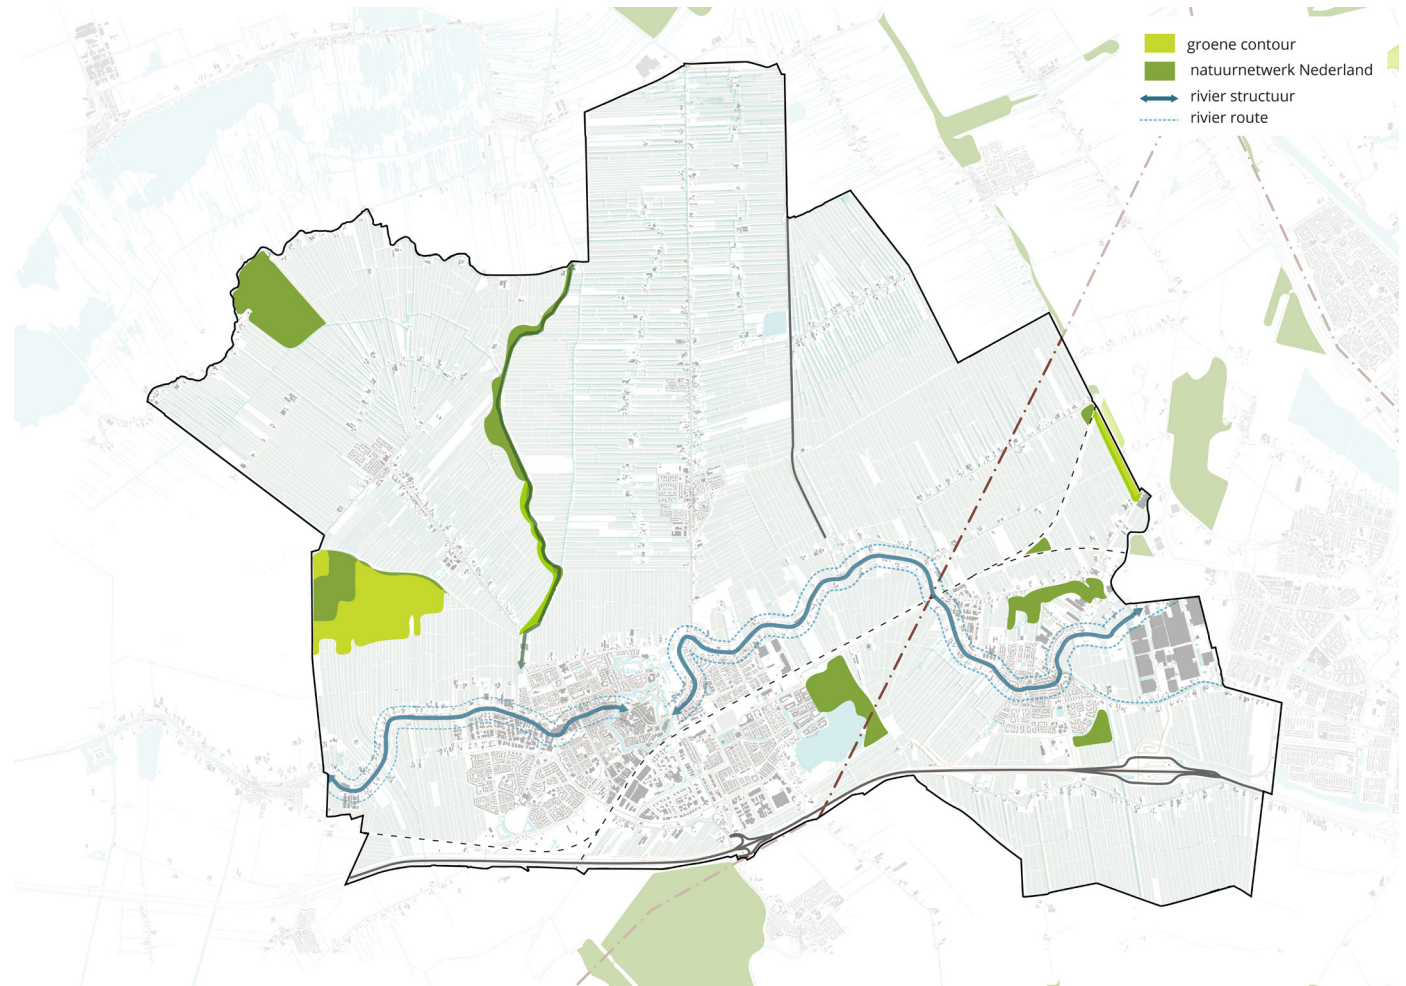 groene contour
natuurnetwerk Nederland
rivier structuur
rivier route